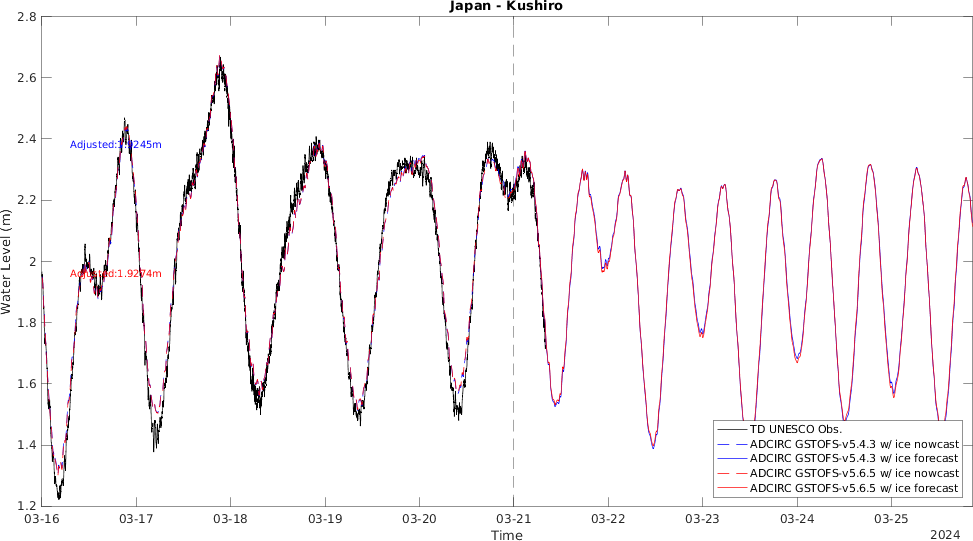 Japan - Kushiro
2.8
2.6
2.4
2.2
2
1.8
1.6
1.4
1.2
Water Level (m)
Adjusted:1.9245m
Adjusted:1.9274m
TD UNESCO Obs.
ADCIRC GSTOFS-v5.4.3 w/ ice nowcast
ADCIRC GSTOFS-v5.4.3 w/ ice forecast
ADCIRC GSTOFS-v5.6.5 w/ ice nowcast
ADCIRC GSTOFS-v5.6.5 w/ ice forecast
03-16 03-17 03-18 03-19 03-20 03-21 03-22 03-23 03-24 03-25
Time
2024